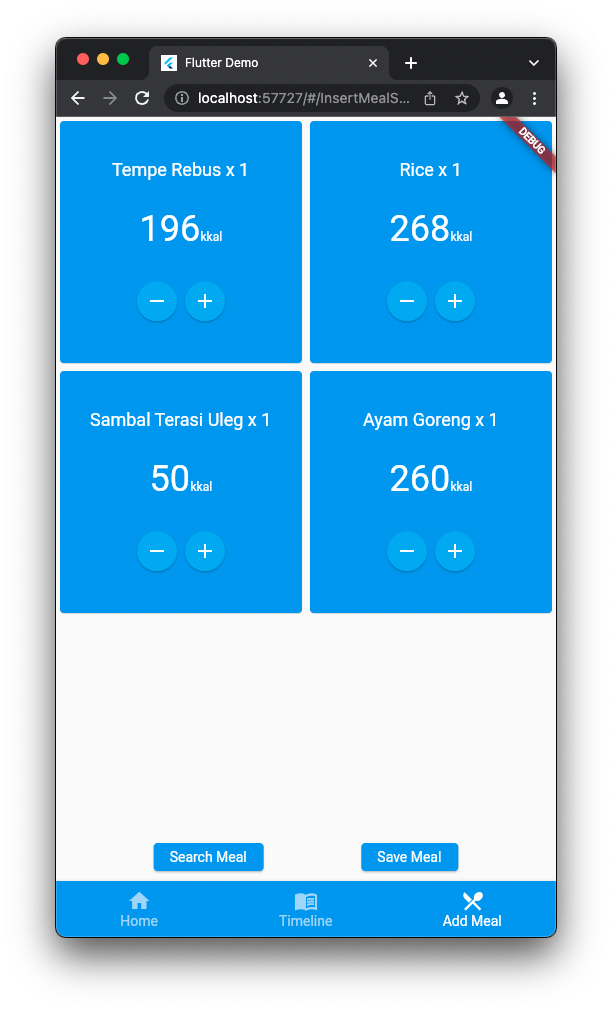 Flutter Demo
localhost:57727/#/InsertMealS...
DEBUG
Tempe Rebus x 1
196kkal
Rice x 1
268kkal
Sambal Terasi Uleg x 1
50kkal
Ayam Goreng x 1
260kkal
Search Meal
Save Meal
Home
Timeline
Add Meal